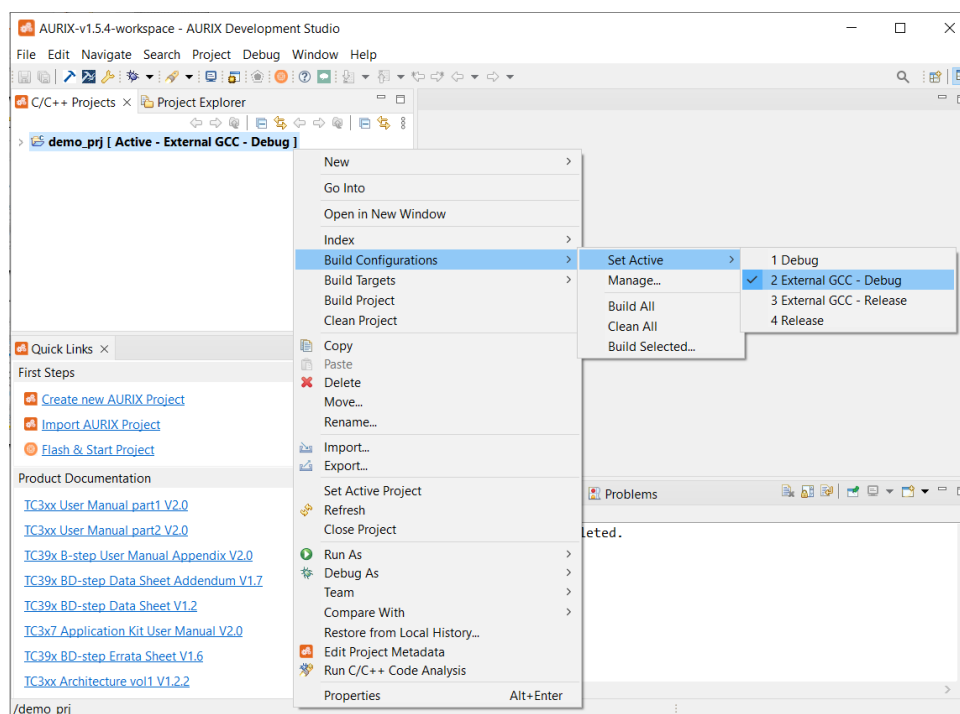 AURIX-v1.5.4-workspace - AURIX Development Studio
File Edit Navigate Search Project Debug Window Help
C/C++ Projects
Project Explorer
demo_prj [ Active - External GCC - Debug ]
New
Go Into
Open in New Window
Index
Build Configurations
Build Targets
Build Project
Clean Project
Copy
Paste
Delete
Move...
Rename...
Import...
Export...
Set Active Project
Refresh
Close Project
Run As
Debug As
Team
Compare With
Restore from Local History...
Edit Project Metadata
Run C/C++ Code Analysis
Properties Alt+Enter
Set Active
Manage...
Build All
Clean All
Build Selected...
1 Debug
2 External GCC - Debug
3 External GCC - Release
4 Release
Quick Links
First Steps
Create new AURIX Project
Import AURIX Project
Flash & Start Project
Product Documentation
TC3xx User Manual part1 V2.0
TC3xx User Manual part2 V2.0
TC39x B-step User Manual Appendix V2.0
TC39x BD-step Data Sheet Addendum V1.7
TC39x BD-step Data Sheet V1.2
TC3x7 Application Kit User Manual V2.0
TC39x BD-step Errata Sheet V1.6
TC3xx Architecture vol1 V1.2.2
Problems
leted.
/demo_prj